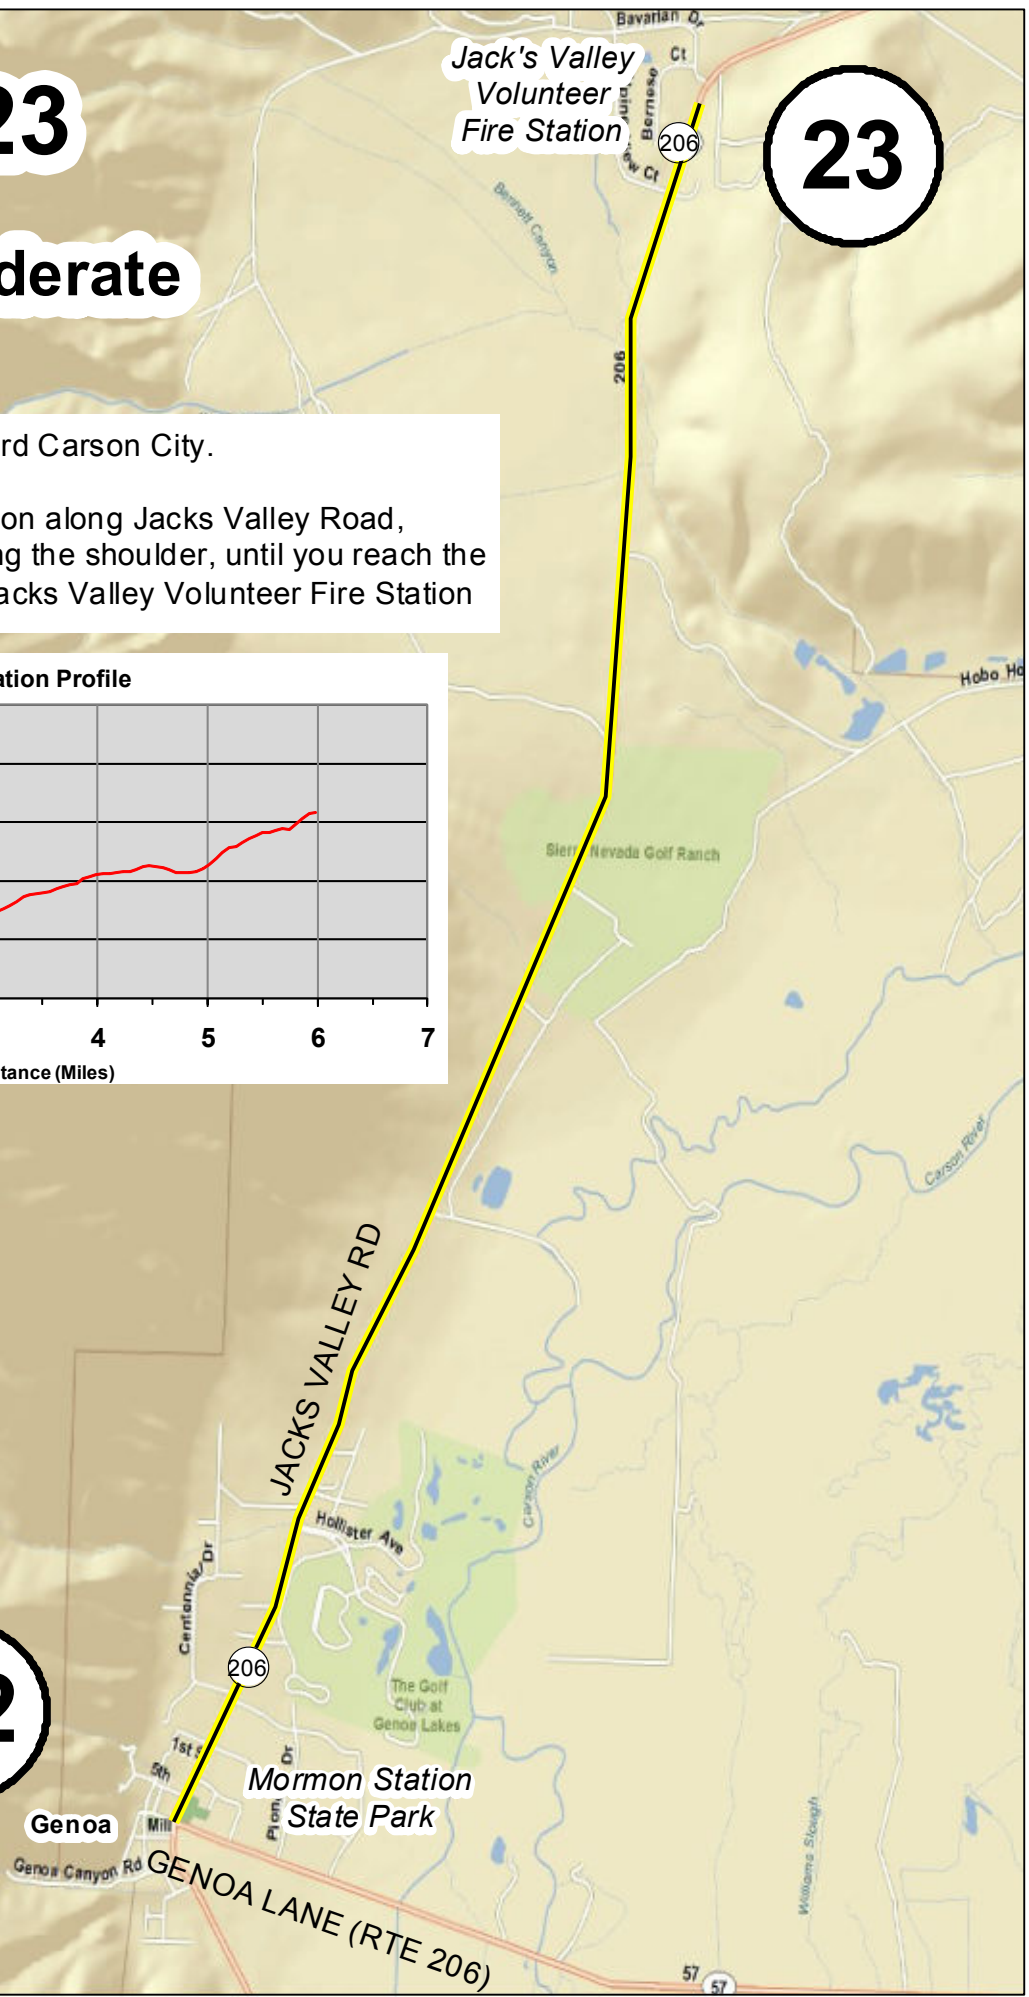 Bavarian Dr
Jack's Valley
Volunteer
Fire Station
Ct
Bernese
ew Ct
206
23
23
derate
Bennett Canyon
206
rd Carson City.
on along Jacks Valley Road,
ng the shoulder, until you reach the
acks Valley Volunteer Fire Station
ation Profile
4 5 6 7
tance (Miles)
Hobo Ho
Sierra Nevada Golf Ranch
Carson River
JACKS VALLEY RD
Carson River
Hollister Ave
Centennial Dr
206
2
The Golf
Club at
Genoa Lakes
1st S
5th
Dr
Mormon Station
State Park
Genoa
Mill
Genoa Canyon Rd
GENOA LANE (RTE 206)
Williams Slough
57
57